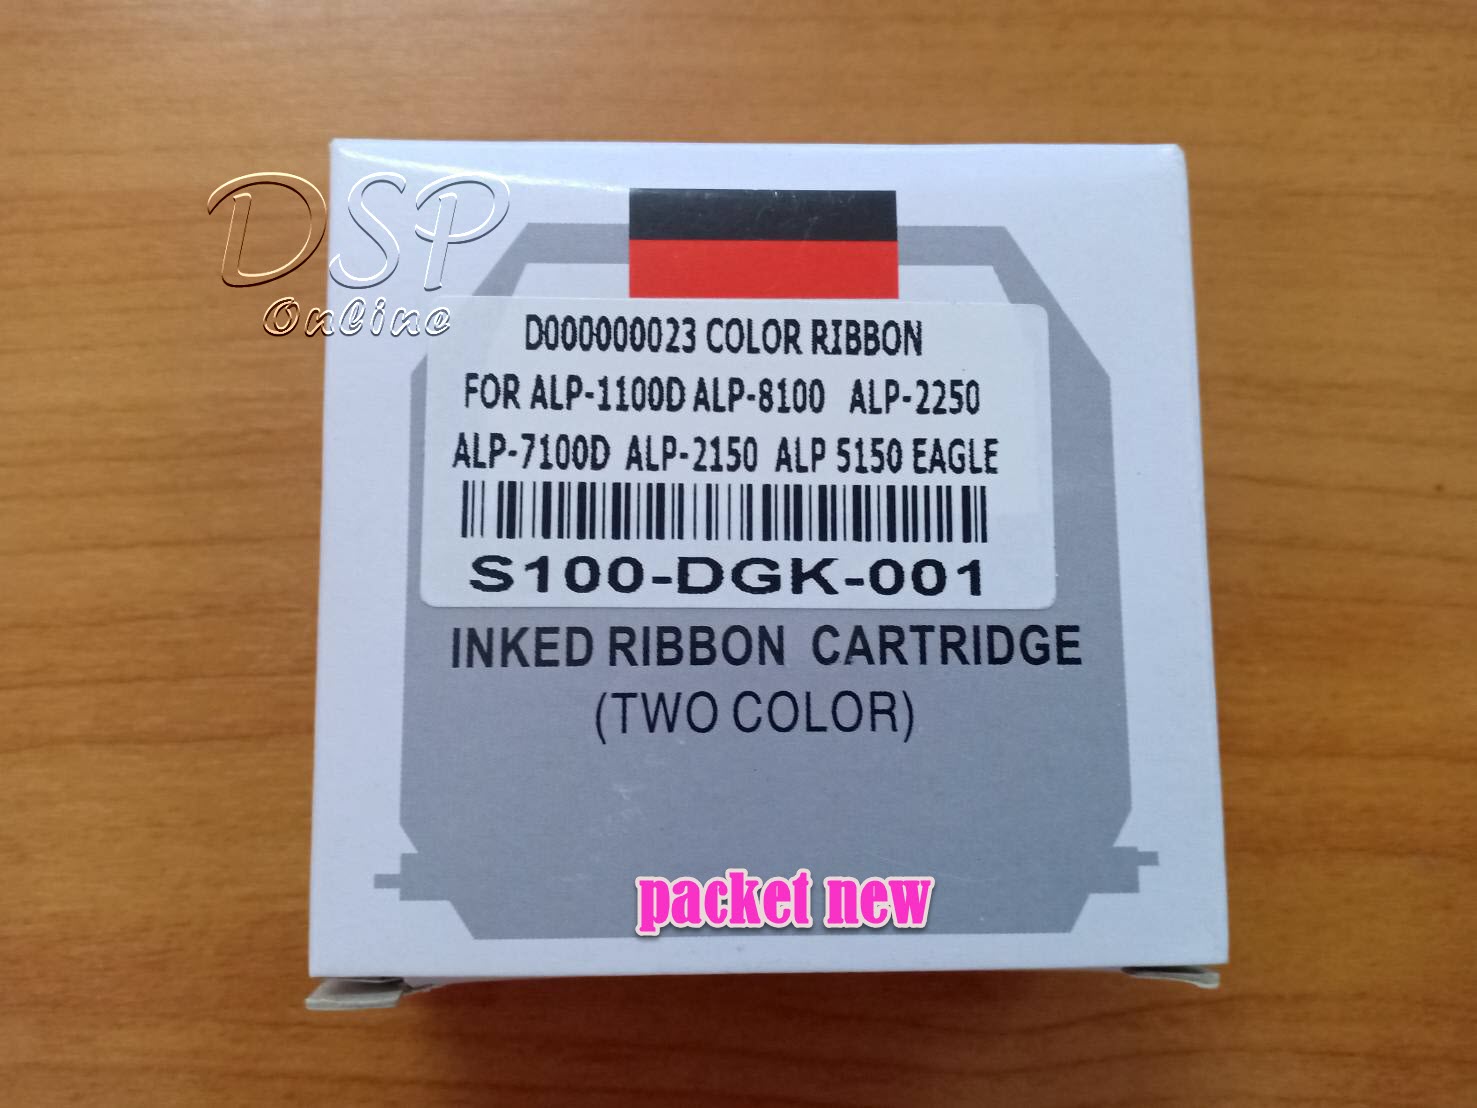 DSP
Online
D000000023 COLOR RIBBON
FOR ALP-1100D ALP-8100 ALP-2250
ALP-7100D ALP-2150 ALP 5150 EAGLE
S100-DGK-001
INKED RIBBON CARTRIDGE
(TWO COLOR)
packet new